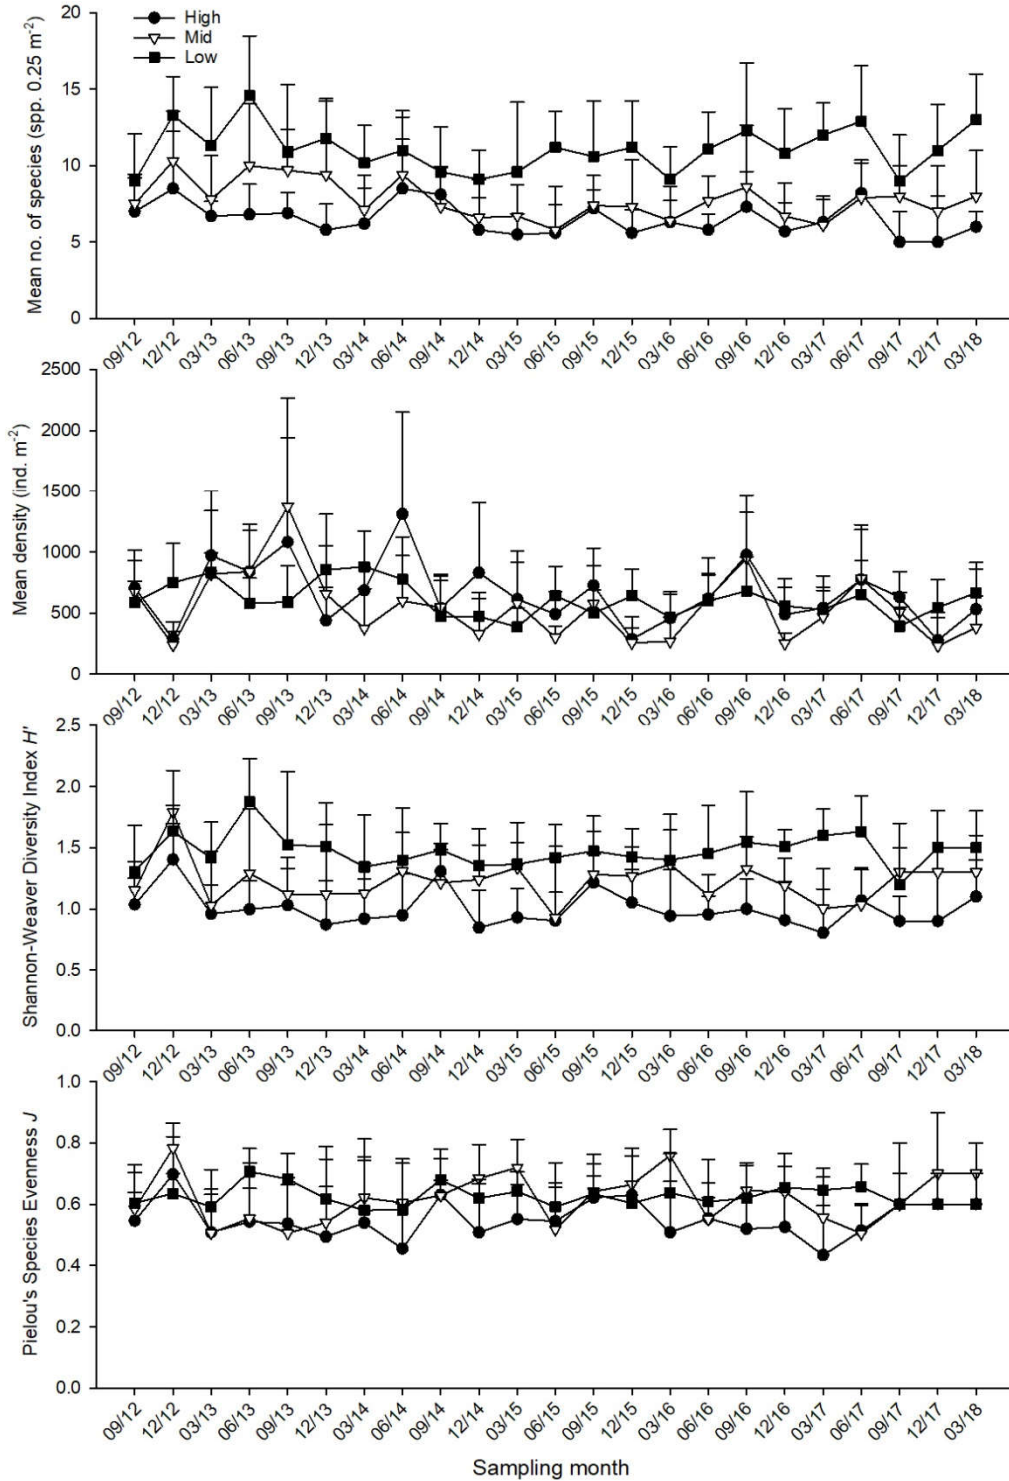 High
Mid
Low
Mean no. of species (spp. 0.25 m⁻²)
20
15
10
5
0
09/12 12/12 03/13 06/13 09/13 12/13 03/14 06/14 09/14 12/14 03/15 06/15 09/15 12/15 03/16 06/16 09/16 12/16 03/17 06/17 09/17 12/17 03/18
Mean density (ind. m⁻²)
2500
2000
1500
1000
500
0
09/12 12/12 03/13 06/13 09/13 12/13 03/14 06/14 09/14 12/14 03/15 06/15 09/15 12/15 03/16 06/16 09/16 12/16 03/17 06/17 09/17 12/17 03/18
Shannon-Weaver Diversity Index H'
2.5
2.0
1.5
1.0
0.5
0.0
09/12 12/12 03/13 06/13 09/13 12/13 03/14 06/14 09/14 12/14 03/15 06/15 09/15 12/15 03/16 06/16 09/16 12/16 03/17 06/17 09/17 12/17 03/18
Pielou's Species Evenness J
1.0
0.8
0.6
0.4
0.2
0.0
09/12 12/12 03/13 06/13 09/13 12/13 03/14 06/14 09/14 12/14 03/15 06/15 09/15 12/15 03/16 06/16 09/16 12/16 03/17 06/17 09/17 12/17 03/18
Sampling month